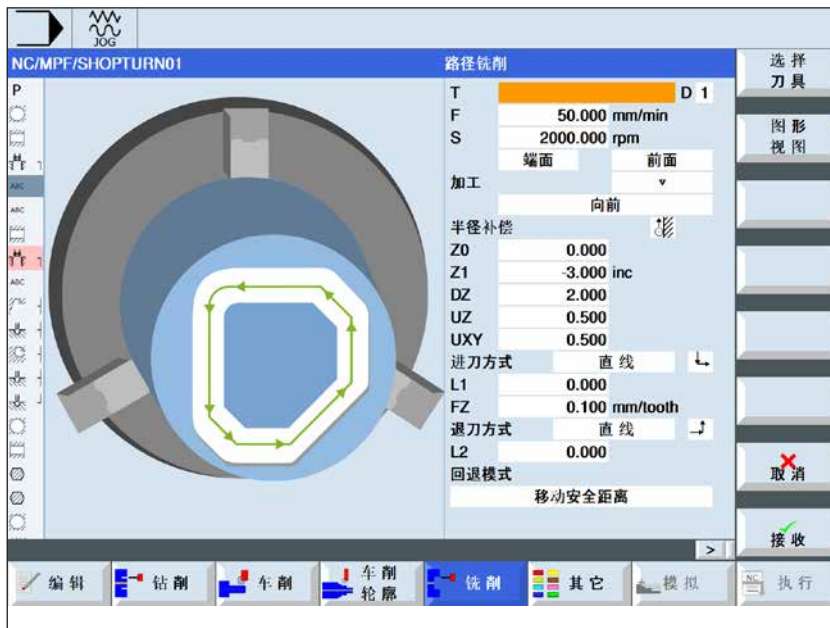 JOG
NC/MPF/SHOPTURN01
路径铣削
选择
刀具
P
T D 1
F 50.000 mm/min
S 2000.000 rpm
端面 前面
图形
视图
加工
向前
半径补偿
Z0 0.000
Z1 -3.000 inc
DZ 2.000
UZ 0.500
UXY 0.500
进刀方式 直线
L1 0.000
FZ 0.100 mm/tooth
退刀方式 直线
L2 0.000
回退模式
移动安全距离
ABC
ABC
ABC
取消
接收
>
编辑 钻削 车削 车削轮廓 铣削 其它 模拟 NC 执行